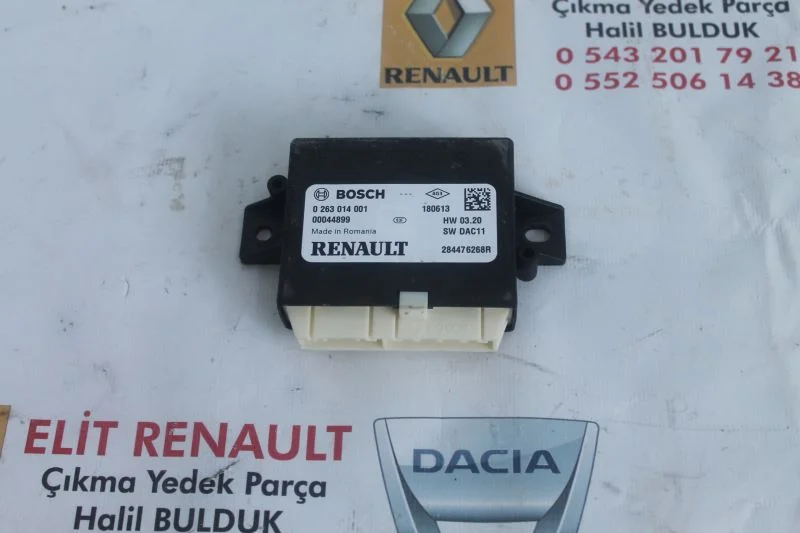 Çıkma Yedek Parça
Halil BULDUK
0 543 201 79 21
0 552 506 14 38
RENAULT
BOSCH ---
0 263 014 001 180613
00044899 HW 03.20
Made in Romania SW DAC11
RENAULT 284476268R
ELİT RENAULT
Çıkma Yedek Parça
Halil BULDUK
DACIA